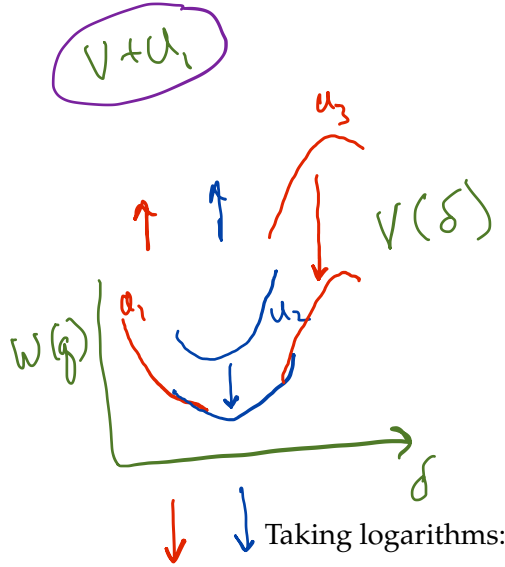 V + u₁
u₃
V(δ)
u₁
u₂
W(q)
δ
Taking logarithms: